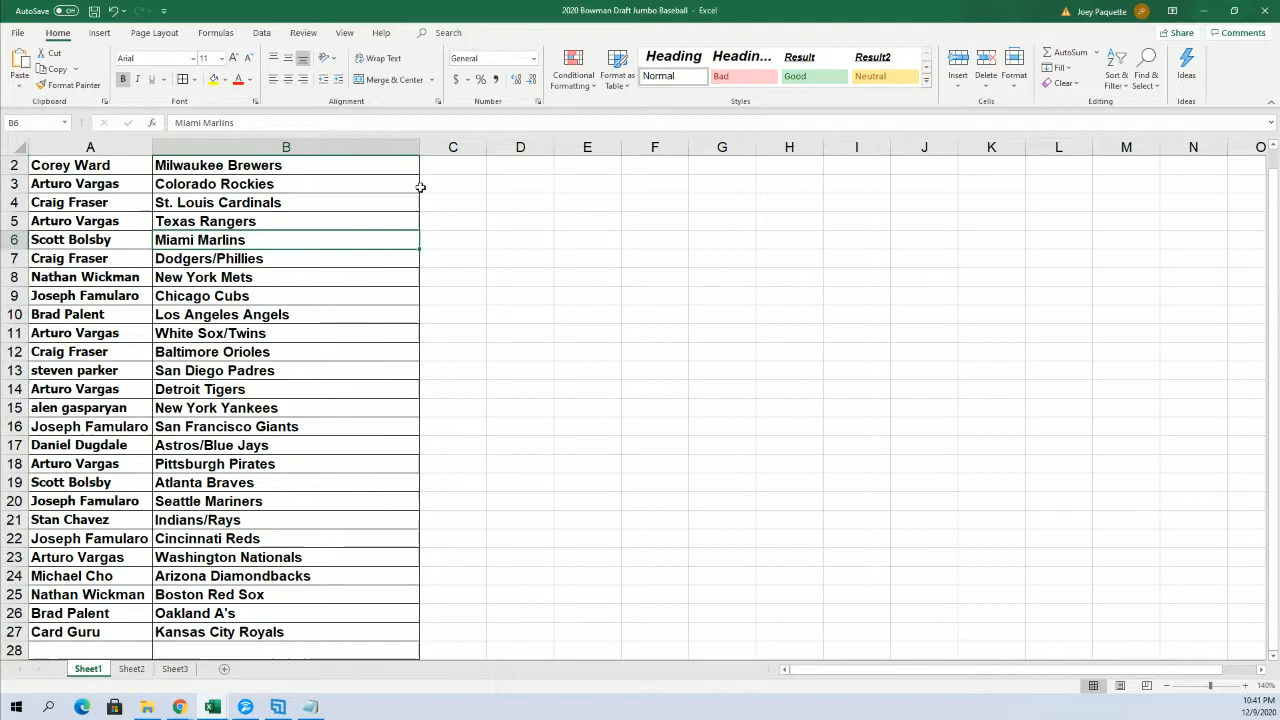 AutoSave Off 2020 Bowman Draft Jumbo Baseball - Excel Joey Paquette
File Home Insert Page Layout Formulas Data Review View Help Search Share Comments
Paste Cut Copy Format Painter Clipboard
Arial 11 Font
Wrap Text Merge & Center Alignment
General Number
Conditional Formatting Format as Table
Heading Headin... Result Result2
Normal Bad Good Neutral
Styles
Insert Delete Format Cells
AutoSum Fill Clear Sort & Filter Find & Select Editing
Ideas Ideas
B6 Miami Marlins
A B C D E F G H I J K L M N O
2 Corey Ward Milwaukee Brewers
3 Arturo Vargas Colorado Rockies
4 Craig Fraser St. Louis Cardinals
5 Arturo Vargas Texas Rangers
6 Scott Bolsby Miami Marlins
7 Craig Fraser Dodgers/Phillies
8 Nathan Wickman New York Mets
9 Joseph Famularo Chicago Cubs
10 Brad Palent Los Angeles Angels
11 Arturo Vargas White Sox/Twins
12 Craig Fraser Baltimore Orioles
13 steven parker San Diego Padres
14 Arturo Vargas Detroit Tigers
15 alen gasparyan New York Yankees
16 Joseph Famularo San Francisco Giants
17 Daniel Dugdale Astros/Blue Jays
18 Arturo Vargas Pittsburgh Pirates
19 Scott Bolsby Atlanta Braves
20 Joseph Famularo Seattle Mariners
21 Stan Chavez Indians/Rays
22 Joseph Famularo Cincinnati Reds
23 Arturo Vargas Washington Nationals
24 Michael Cho Arizona Diamondbacks
25 Nathan Wickman Boston Red Sox
26 Brad Palent Oakland A's
27 Card Guru Kansas City Royals
28
Sheet1 Sheet2 Sheet3
140%
10:41 PM
12/9/2020